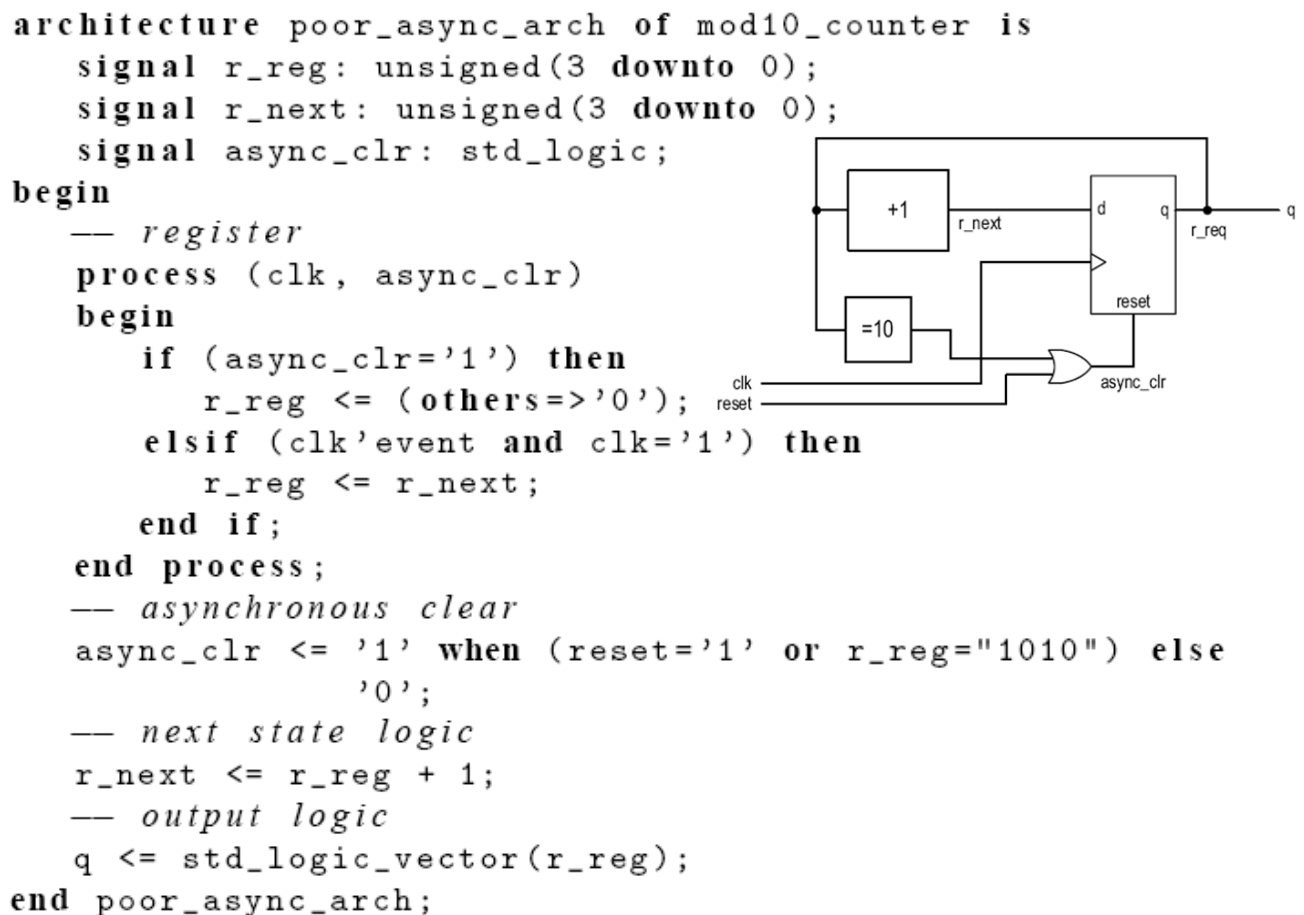 architecture poor_async_arch of mod10_counter is
signal r_reg: unsigned(3 downto 0);
signal r_next: unsigned(3 downto 0);
signal async_clr: std_logic;
begin
—— register
process (clk, async_clr)
begin
if (async_clr='1') then
r_reg <= (others=>'0');
elsif (clk'event and clk='1') then
r_reg <= r_next;
end if;
end process;
—— asynchronous clear
async_clr <= '1' when (reset='1' or r_reg="1010") else
'0';
—— next state logic
r_next <= r_reg + 1;
—— output logic
q <= std_logic_vector(r_reg);
end poor_async_arch;
+1
r_next
d
q
r_req
q
reset
=10
clk
reset
async_clr